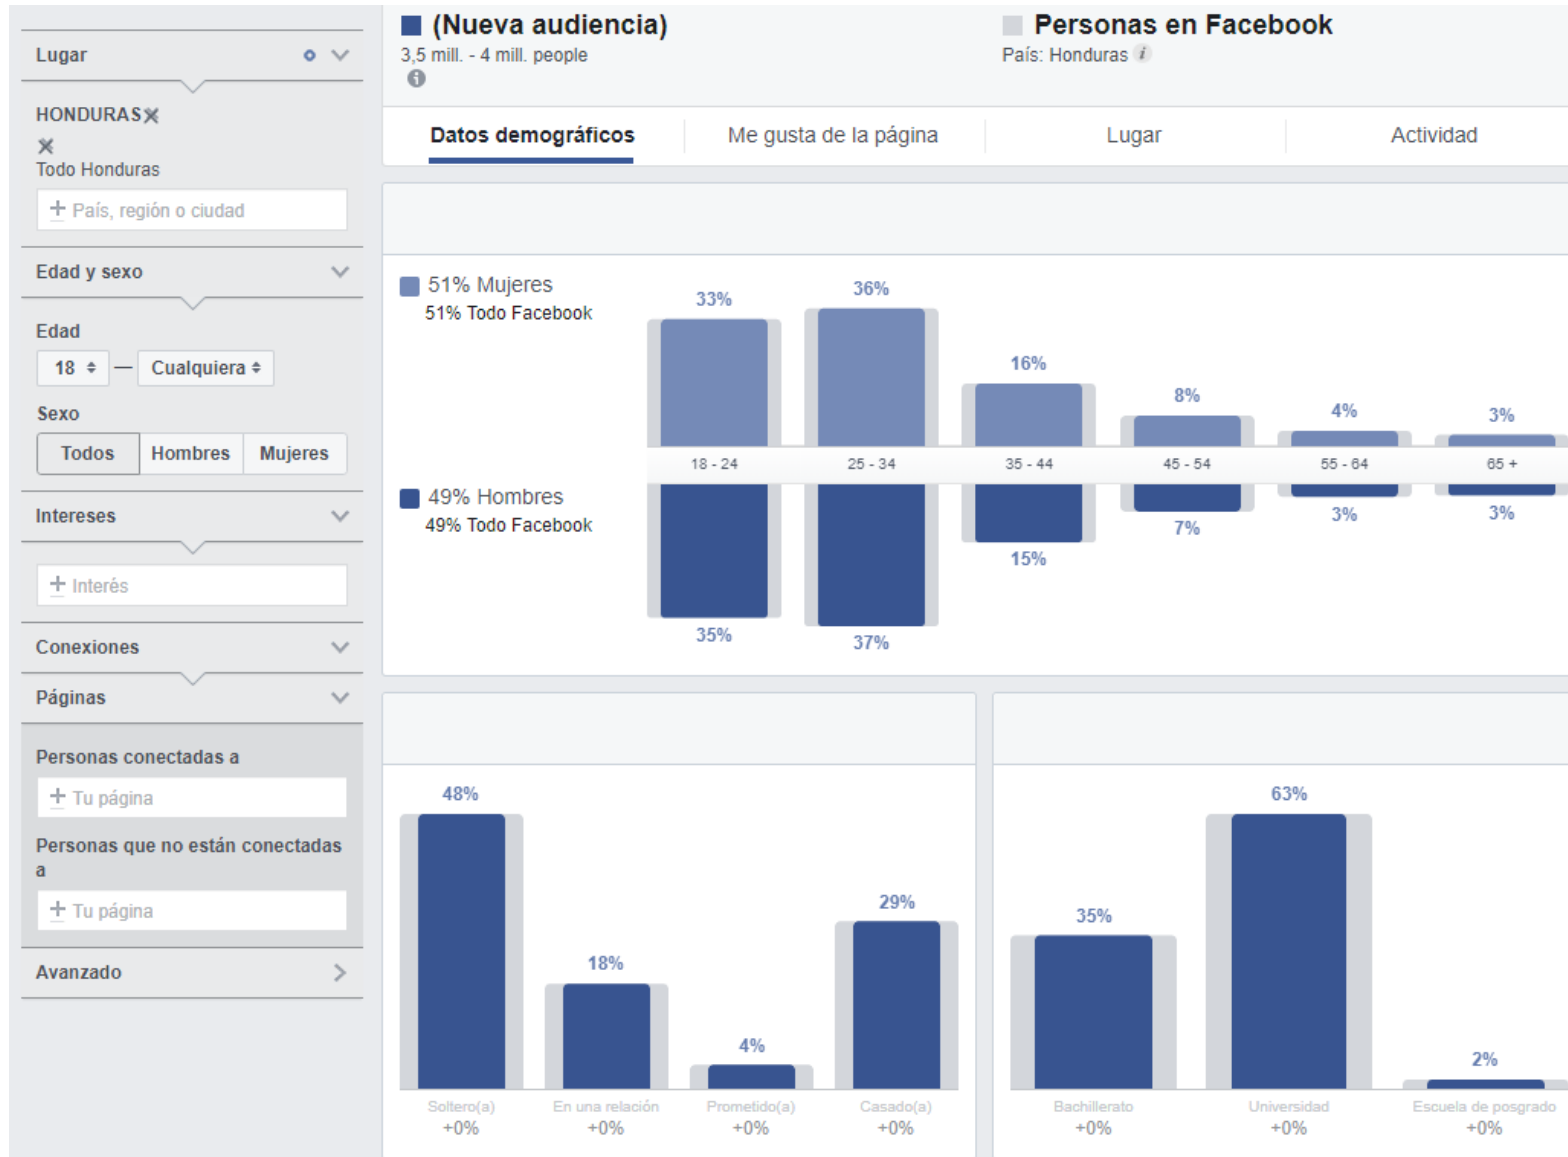 Lugar
HONDURAS
Todo Honduras
+ País, región o ciudad
Edad y sexo
Edad
18 — Cualquiera
Sexo
Todos Hombres Mujeres
Intereses
+ Interés
Conexiones
Páginas
Personas conectadas a
+ Tu página
Personas que no están conectadas
a
+ Tu página
Avanzado
(Nueva audiencia)
3,5 mill. - 4 mill. people
Personas en Facebook
País: Honduras
Datos demográficos Me gusta de la página Lugar Actividad
51% Mujeres
51% Todo Facebook
33% 36% 16% 8% 4% 3%
18 - 24 25 - 34 35 - 44 45 - 54 55 - 64 65 +
49% Hombres
49% Todo Facebook
35% 37% 15% 7% 3% 3%
48% 18% 4% 29%
Soltero(a) En una relación Prometido(a) Casado(a)
+0% +0% +0% +0%
35% 63% 2%
Bachillerato Universidad Escuela de posgrado
+0% +0% +0%